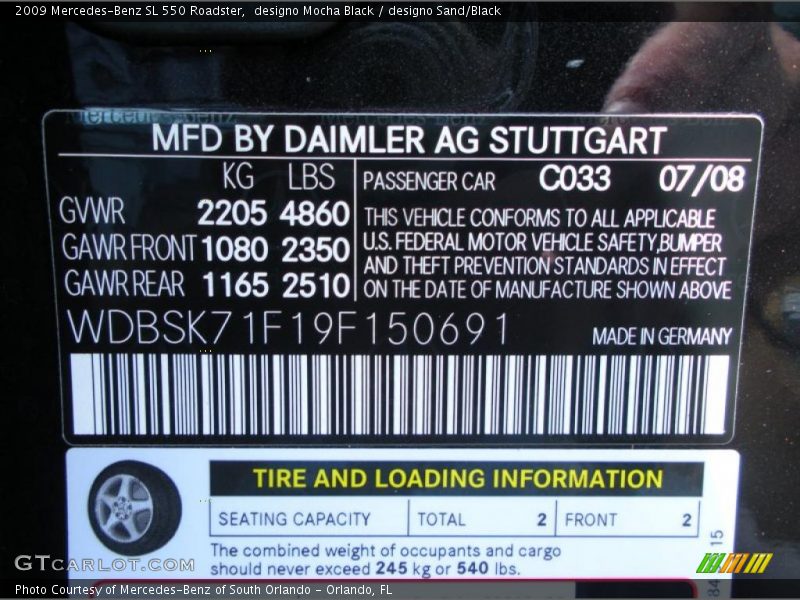 2009 Mercedes-Benz SL 550 Roadster, designo Mocha Black / designo Sand/Black
MFD BY DAIMLER AG STUTTGART
KG LBS
GVWR 2205 4860
GAWR FRONT 1080 2350
GAWR REAR 1165 2510
PASSENGER CAR C033 07/08
THIS VEHICLE CONFORMS TO ALL APPLICABLE
U.S. FEDERAL MOTOR VEHICLE SAFETY,BUMPER
AND THEFT PREVENTION STANDARDS IN EFFECT
ON THE DATE OF MANUFACTURE SHOWN ABOVE
WDBSK71F19F150691
MADE IN GERMANY
TIRE AND LOADING INFORMATION
SEATING CAPACITY TOTAL 2 FRONT 2
The combined weight of occupants and cargo
should never exceed 245 kg or 540 lbs.
GTCARLOT.COM
Photo Courtesy of Mercedes-Benz of South Orlando - Orlando, FL